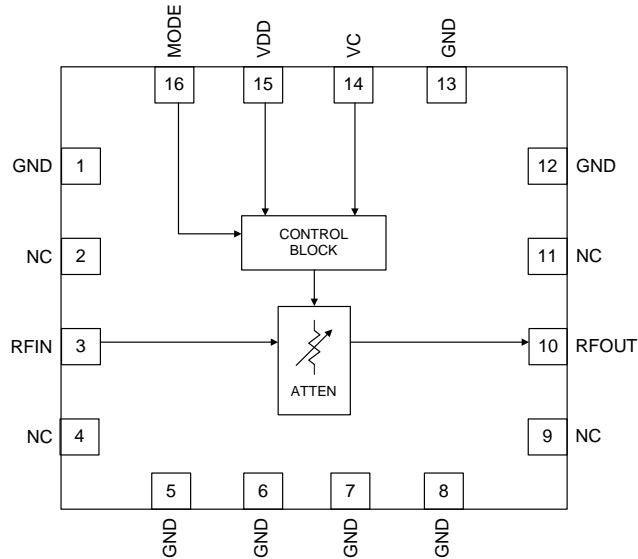 MODE
VDD
VC
GND
16
15
14
13
GND
1
12
GND
NC
2
CONTROL
BLOCK
11
NC
RFIN
3
10
RFOUT
ATTEN
NC
4
9
NC
5
6
7
8
GND
GND
GND
GND